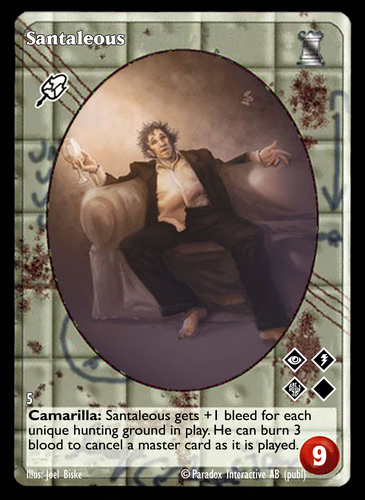 Santaleous
5
Camarilla: Santaleous gets +1 bleed for each
unique hunting ground in play. He can burn 3
blood to cancel a master card as it is played.
9
Illus: Joel Biske
© Paradox Interactive AB (publ)